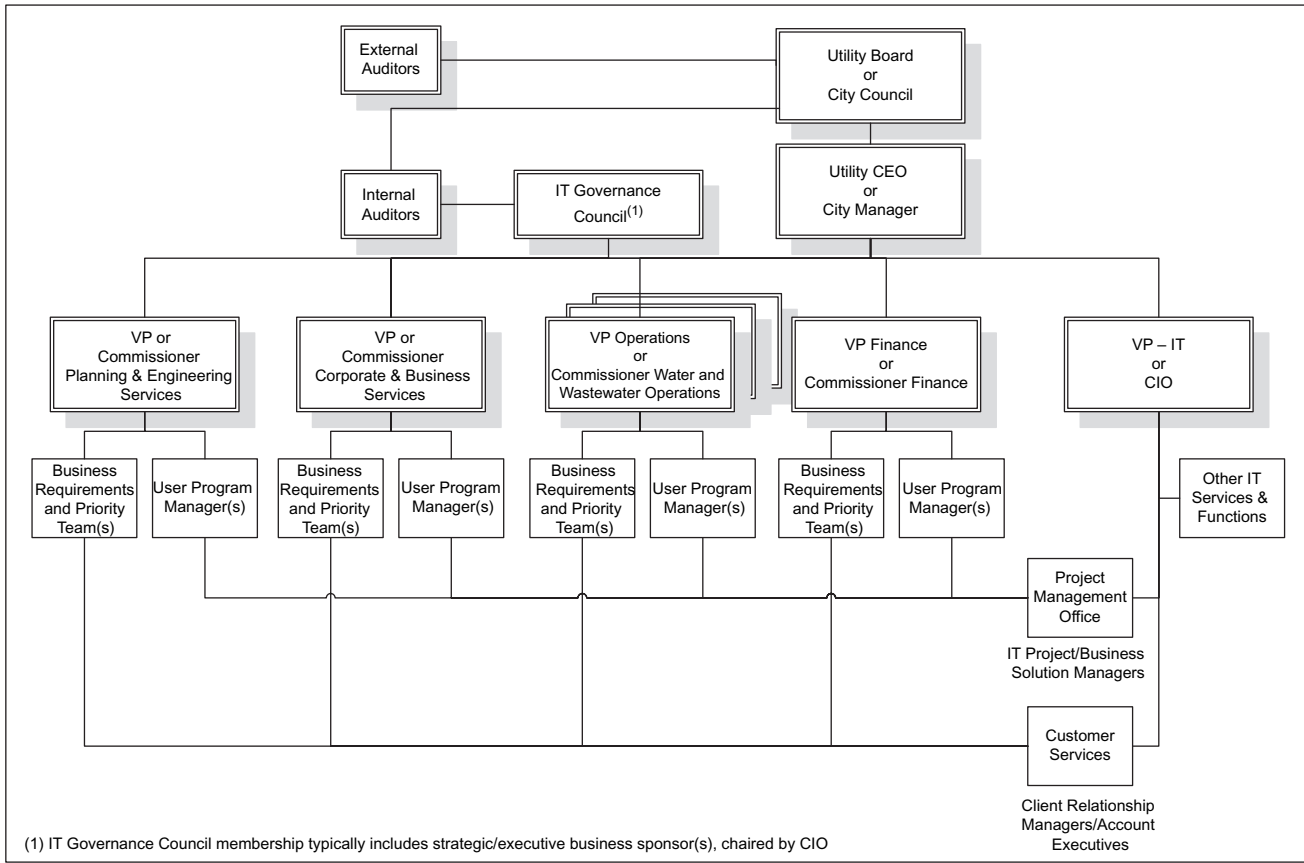 External
Auditors
Utility Board
or
City Council
Internal
Auditors
IT Governance
Council(1)
Utility CEO
or
City Manager
VP or
Commissioner
Planning & Engineering
Services
VP or
Commissioner
Corporate & Business
Services
VP Operations
or
Commissioner Water and
Wastewater Operations
VP Finance
or
Commissioner Finance
VP – IT
or
CIO
Business
Requirements
and Priority
Team(s)
User Program
Manager(s)
Business
Requirements
and Priority
Team(s)
User Program
Manager(s)
Business
Requirements
and Priority
Team(s)
User Program
Manager(s)
Business
Requirements
and Priority
Team(s)
User Program
Manager(s)
Other IT
Services &
Functions
Project
Management
Office
IT Project/Business
Solution Managers
Customer
Services
Client Relationship
Managers/Account
Executives
(1) IT Governance Council membership typically includes strategic/executive business sponsor(s), chaired by CIO